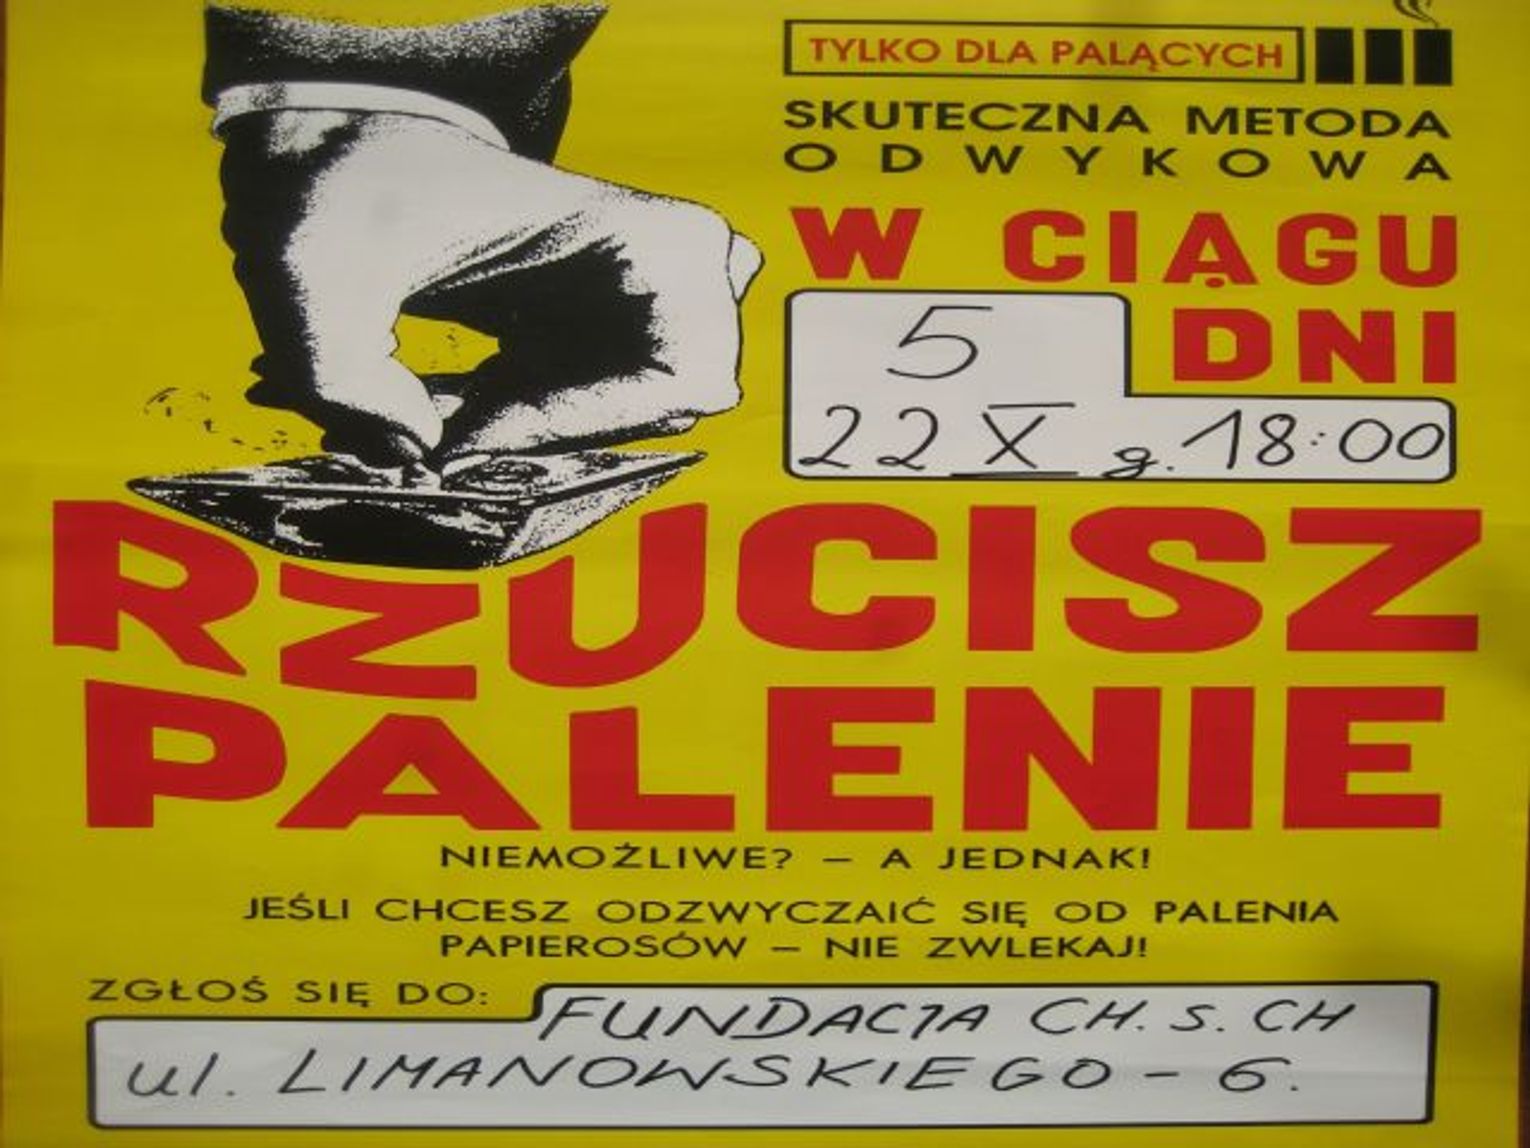 TYLKO DLA PALĄCYCH
SKUTECZNA METODA
ODWYKOWA
W CIĄGU
5 DNI
22 X g. 18:00
RZUCISZ
PALENIE
NIEMOŻLIWE? – A JEDNAK!
JEŚLI CHCESZ ODZWYCZAIĆ SIĘ OD PALENIA
PAPIEROSÓW – NIE ZWLEKAJ!
ZGŁOŚ SIĘ DO: FUNDACJA CH. S. CH
ul. LIMANOWSKIEGO – 6.